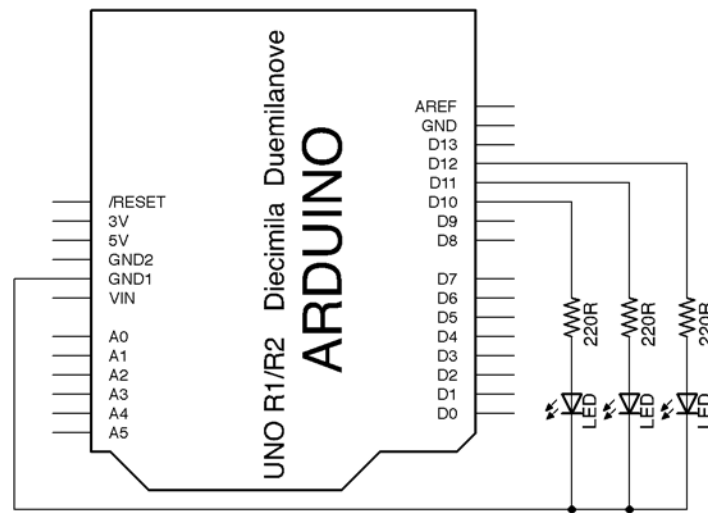 /RESET
3V
5V
GND2
GND1
VIN
A0
A1
A2
A3
A4
A5
UNO R1/R2 Diecimila Duemilanove
ARDUINO
AREF
GND
D13
D12
D11
D10
D9
D8
D7
D6
D5
D4
D3
D2
D1
D0
220R
220R
220R
LED
LED
LED